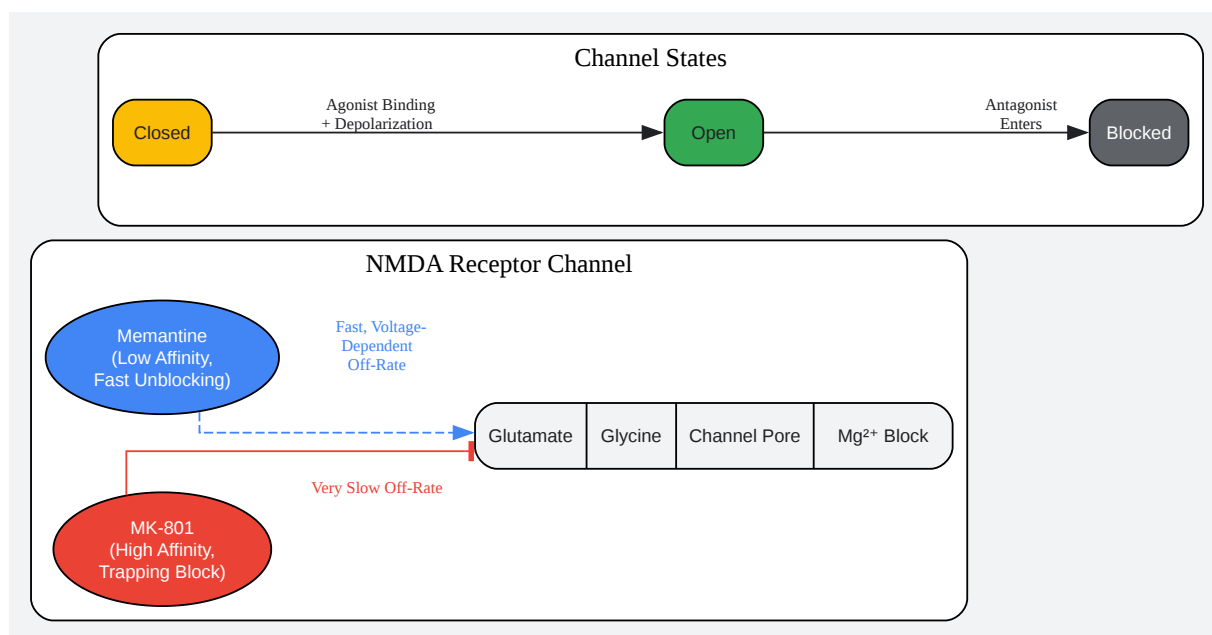 Channel States
Closed
Agonist Binding
+ Depolarization
Open
Antagonist
Enters
Blocked
NMDA Receptor Channel
Memantine
(Low Affinity,
Fast Unblocking)
Fast, Voltage-
Dependent
Off-Rate
Glutamate
Glycine
Channel Pore
Mg²⁺ Block
Very Slow Off-Rate
MK-801
(High Affinity,
Trapping Block)